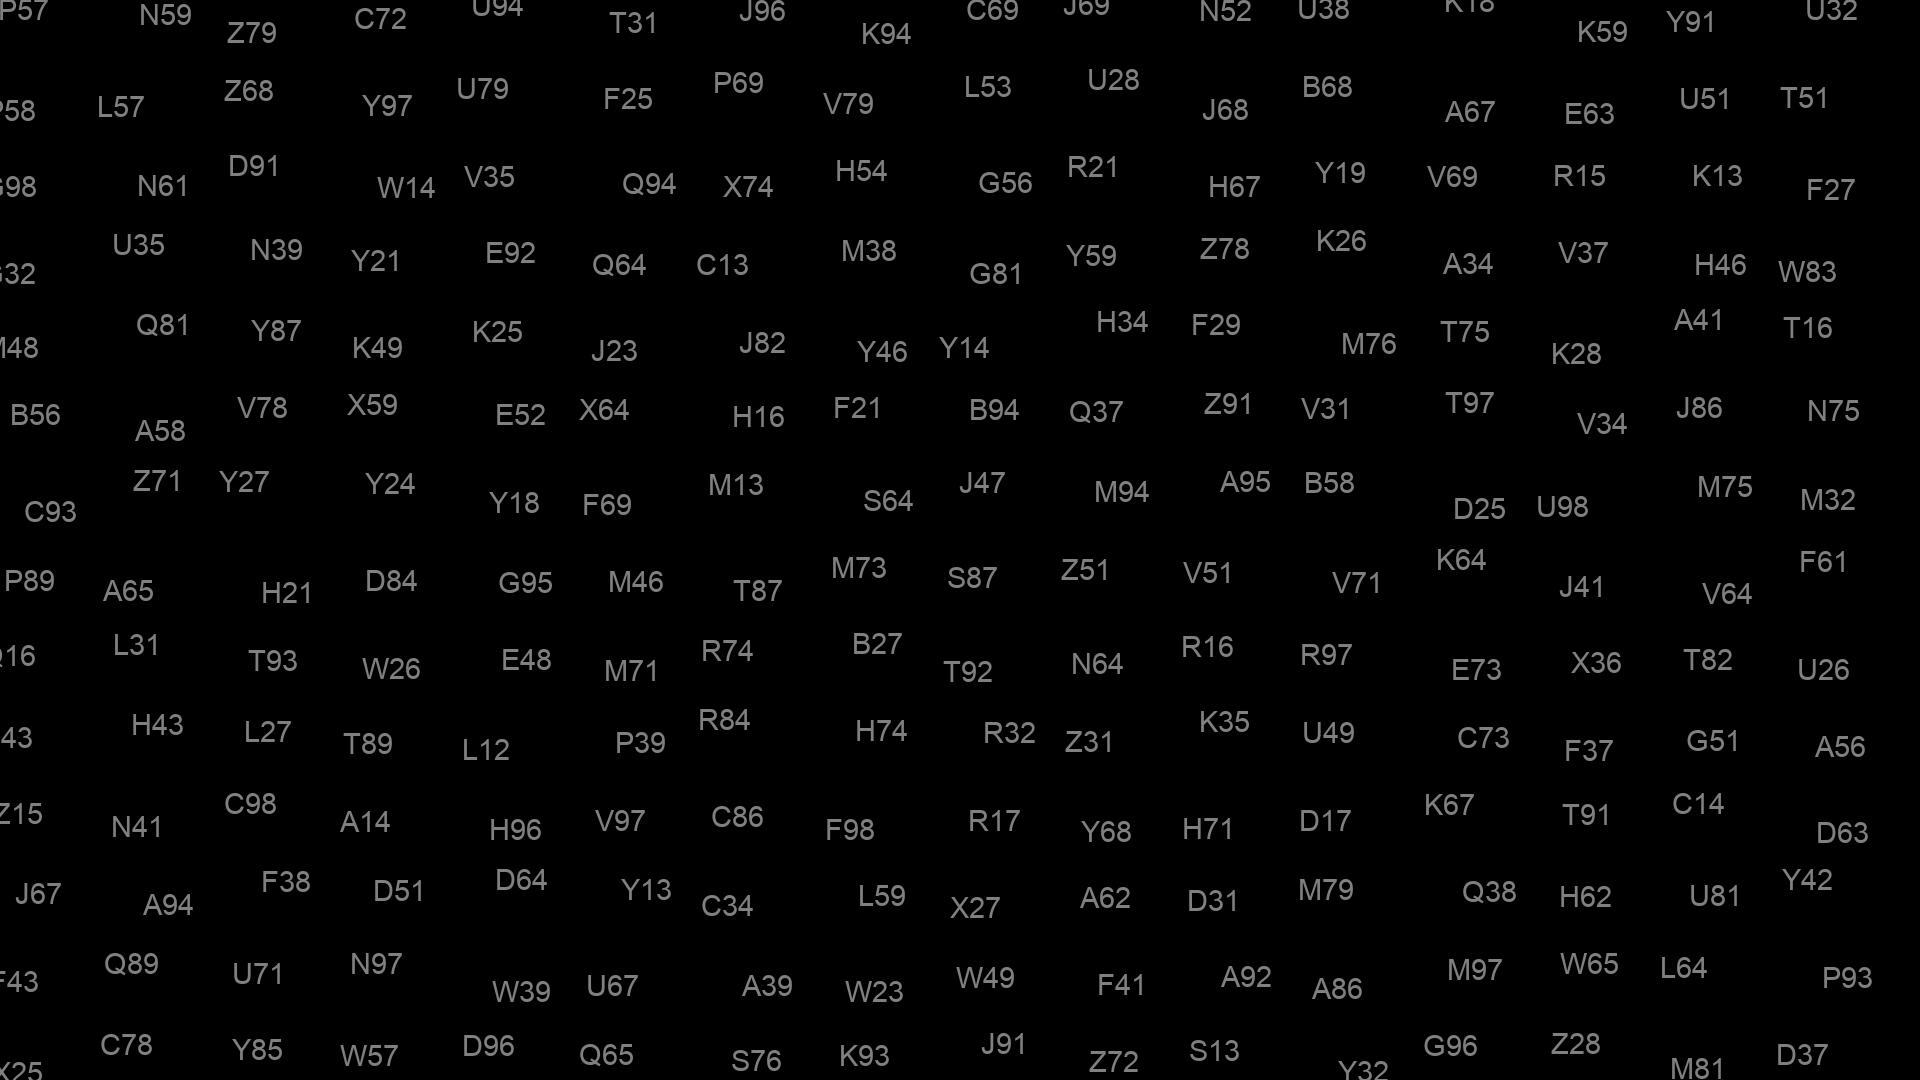 P57 N59 Z79 C72 U94 T31 J96 K94 C69 J69 N52 U38 K18 K59 Y91 U32
P58 L57 Z68 Y97 U79 F25 P69 V79 L53 U28 J68 B68 A67 E63 U51 T51
G98 N61 D91 W14 V35 Q94 X74 H54 G56 R21 H67 Y19 V69 R15 K13 F27
U35 N39 Y21 E92 Q64 C13 M38 G81 Y59 Z78 K26 A34 V37 H46 W83
M48 Q81 Y87 K49 K25 J23 J82 Y46 Y14 H34 F29 M76 T75 K28 A41 T16
B56 A58 V78 X59 E52 X64 H16 F21 B94 Q37 Z91 V31 T97 V34 J86 N75
C93 Z71 Y27 Y24 Y18 F69 M13 S64 J47 M94 A95 B58 D25 U98 M75 M32
P89 A65 H21 D84 G95 M46 T87 M73 S87 Z51 V51 V71 K64 J41 V64 F61
Q16 L31 T93 W26 E48 M71 R74 B27 T92 N64 R16 R97 E73 X36 T82 U26
43 H43 L27 T89 L12 P39 R84 H74 R32 Z31 K35 U49 C73 F37 G51 A56
Z15 N41 C98 A14 H96 V97 C86 F98 R17 Y68 H71 D17 K67 T91 C14 D63
J67 A94 F38 D51 D64 Y13 C34 L59 X27 A62 D31 M79 Q38 H62 U81 Y42
F43 Q89 U71 N97 W39 U67 A39 W23 W49 F41 A92 A86 M97 W65 L64 P93
X25 C78 Y85 W57 D96 Q65 S76 K93 J91 Z72 S13 Y32 G96 Z28 M81 D37